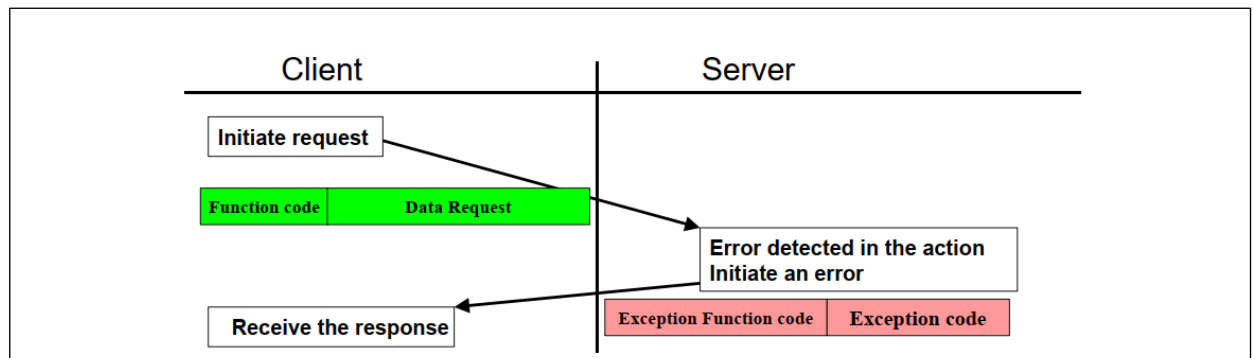 Client
Server
Initiate request
Function code
Data Request
Error detected in the action
Initiate an error
Receive the response
Exception Function code
Exception code